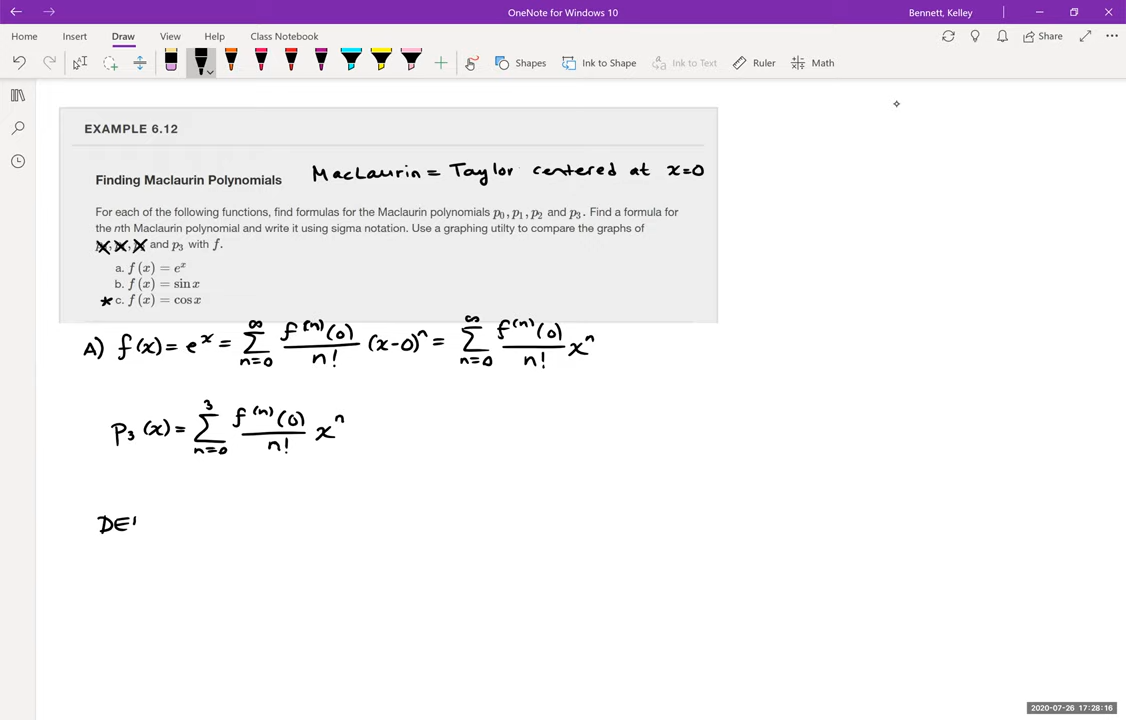 OneNote for Windows 10
Bennett, Kelley
Home Insert Draw View Help Class Notebook
Share
Shapes Ink to Shape Ink to Text Ruler Math
EXAMPLE 6.12
Finding Maclaurin Polynomials
MacLaurin = Taylor centered at x=0
For each of the following functions, find formulas for the Maclaurin polynomials p₀, p₁, p₂ and p₃. Find a formula for
the nth Maclaurin polynomial and write it using sigma notation. Use a graphing utilty to compare the graphs of
and p₃ with f.
a. f (x) = eˣ
b. f (x) = sin x
* c. f (x) = cos x
A) f(x) = eˣ = ∑_{n=0}^{∞} f⁽ⁿ⁾(0)/n! (x-0)ⁿ = ∑_{n=0}^{∞} f⁽ⁿ⁾(0)/n! xⁿ
p₃(x) = ∑_{n=0}^{3} f⁽ⁿ⁾(0)/n! xⁿ
2020-07-26 17:28:16